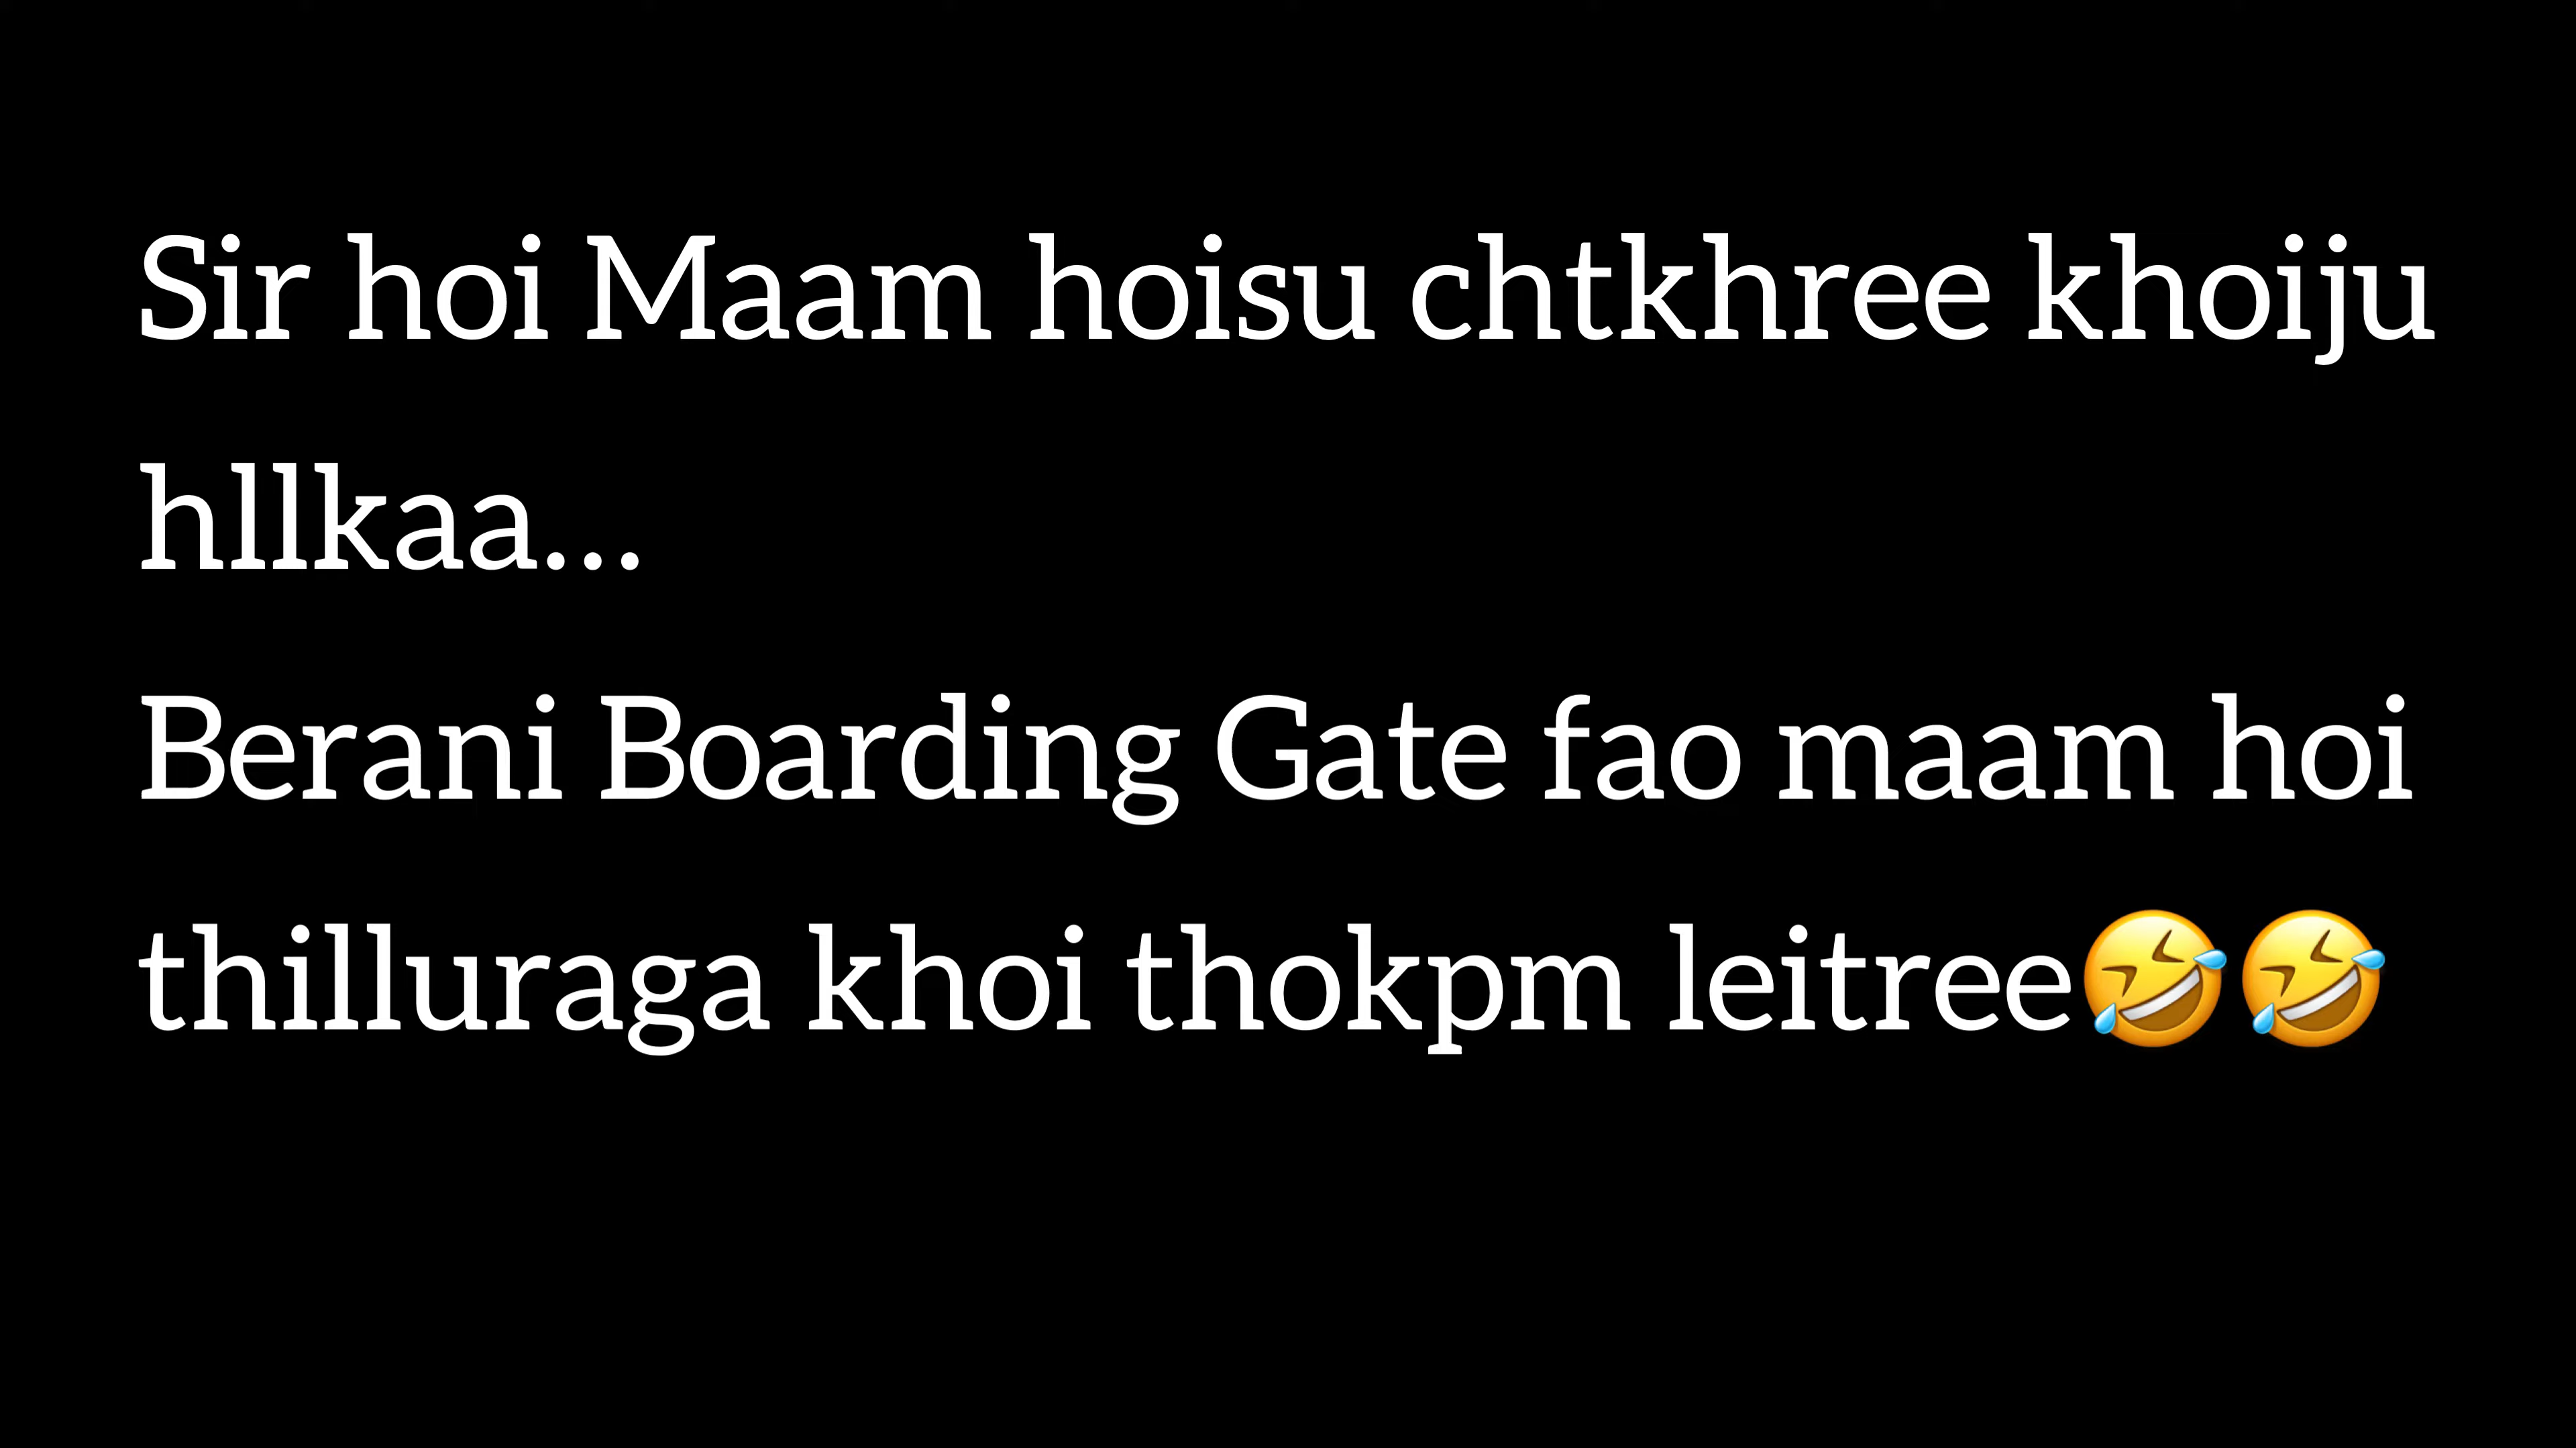 Sir hoi Maam hoisu chtkhree khoiju
hllkaa...
Berani Boarding Gate fao maam hoi
thilluraga khoi thokpm leitree🤣🤣